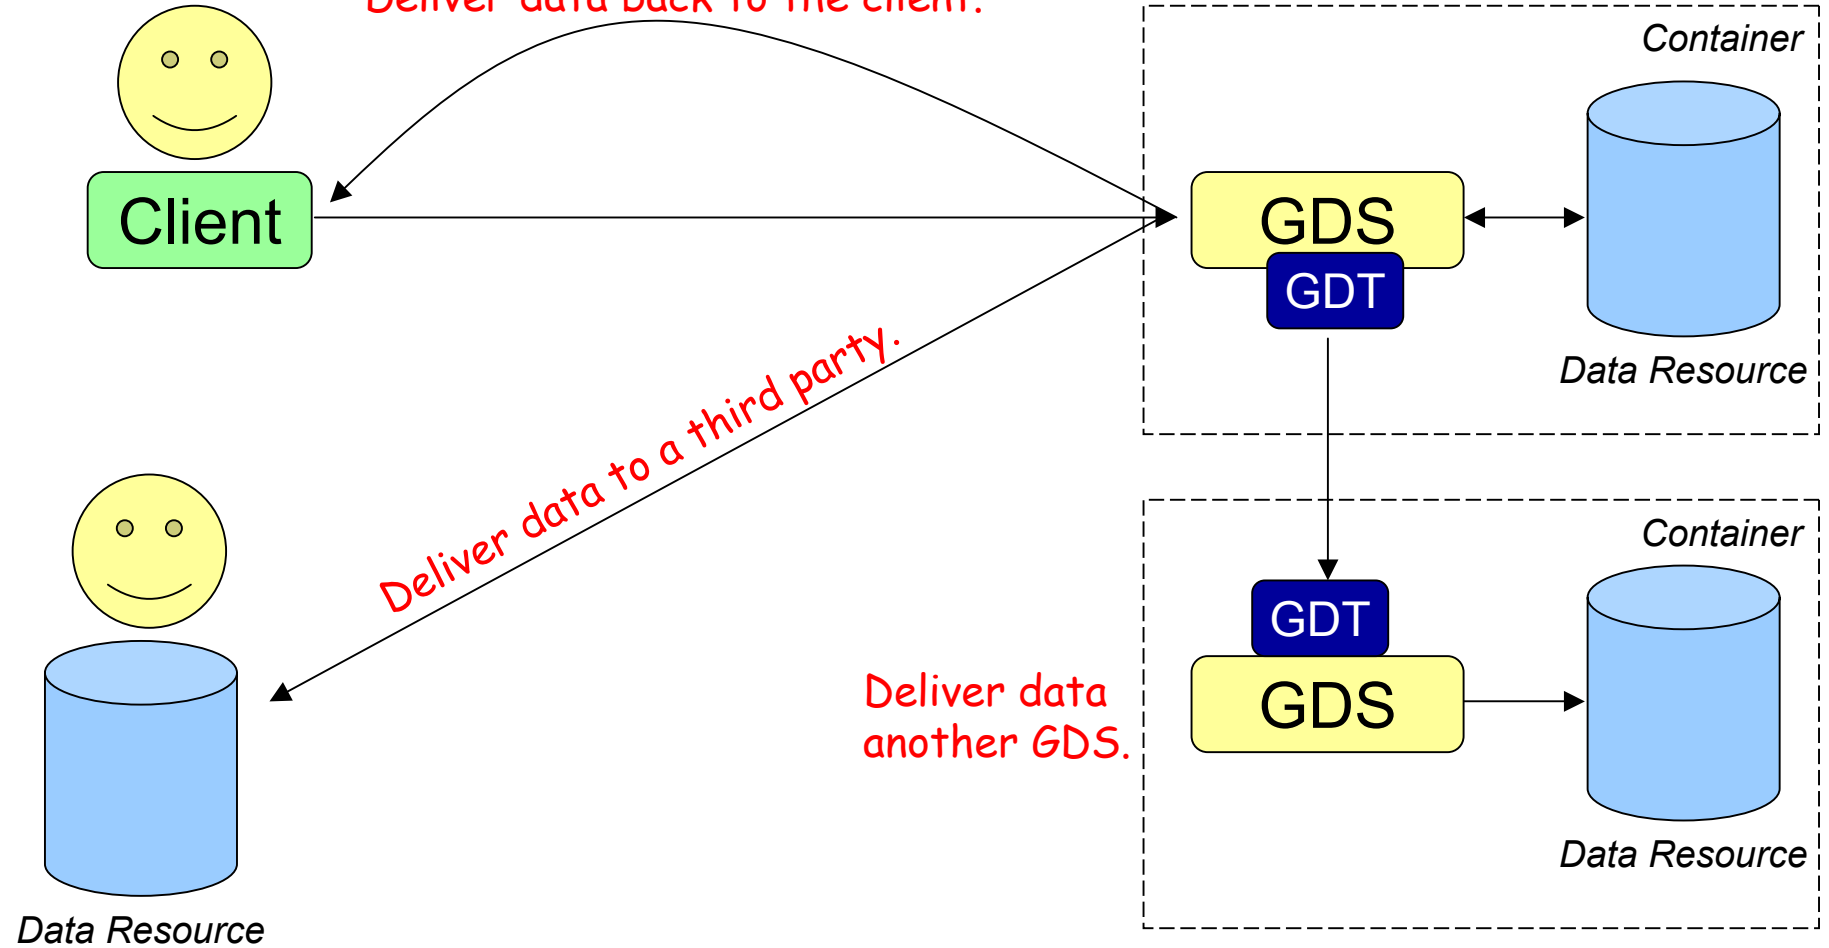 Deliver data back to the client.
Container
Client
GDS
GDT
Data Resource
Deliver data to a third party.
Container
GDT
Deliver data
another GDS.
GDS
Data Resource
Data Resource